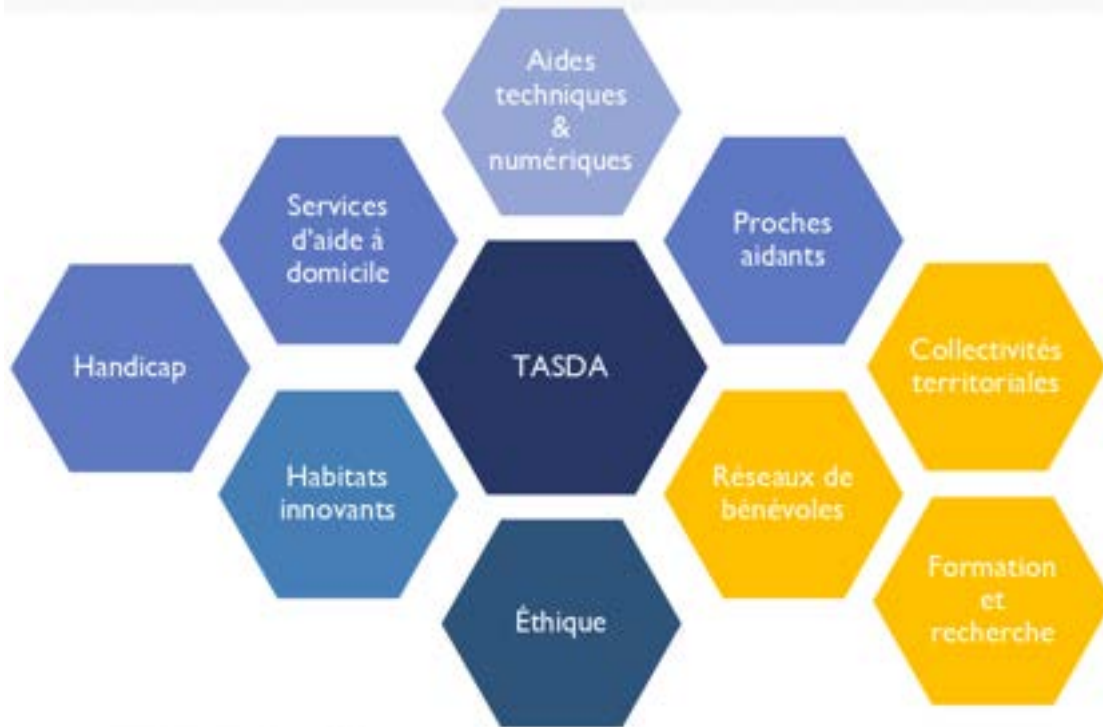 Aides
techniques
&
numériques
Services
d'aide à
domicile
Proches
aidants
Handicap
TASDA
Collectivités
territoriales
Habitats
innovants
Réseaux de
bénévoles
Éthique
Formation
et
recherche